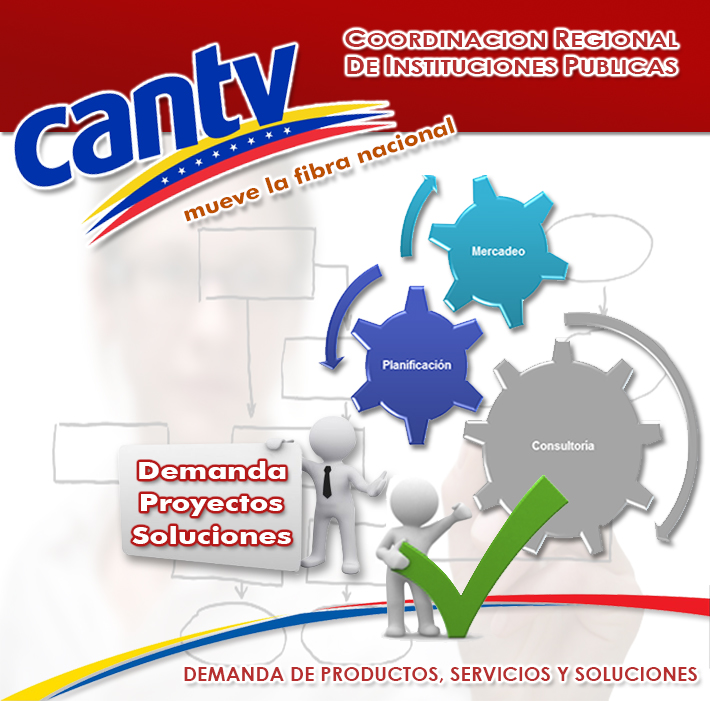 COORDINACION REGIONAL
DE INSTITUCIONES PUBLICAS
cantv
mueve la fibra nacional
Mercadeo
Planificación
Consultoria
Demanda
Proyectos
Soluciones
DEMANDA DE PRODUCTOS, SERVICIOS Y SOLUCIONES